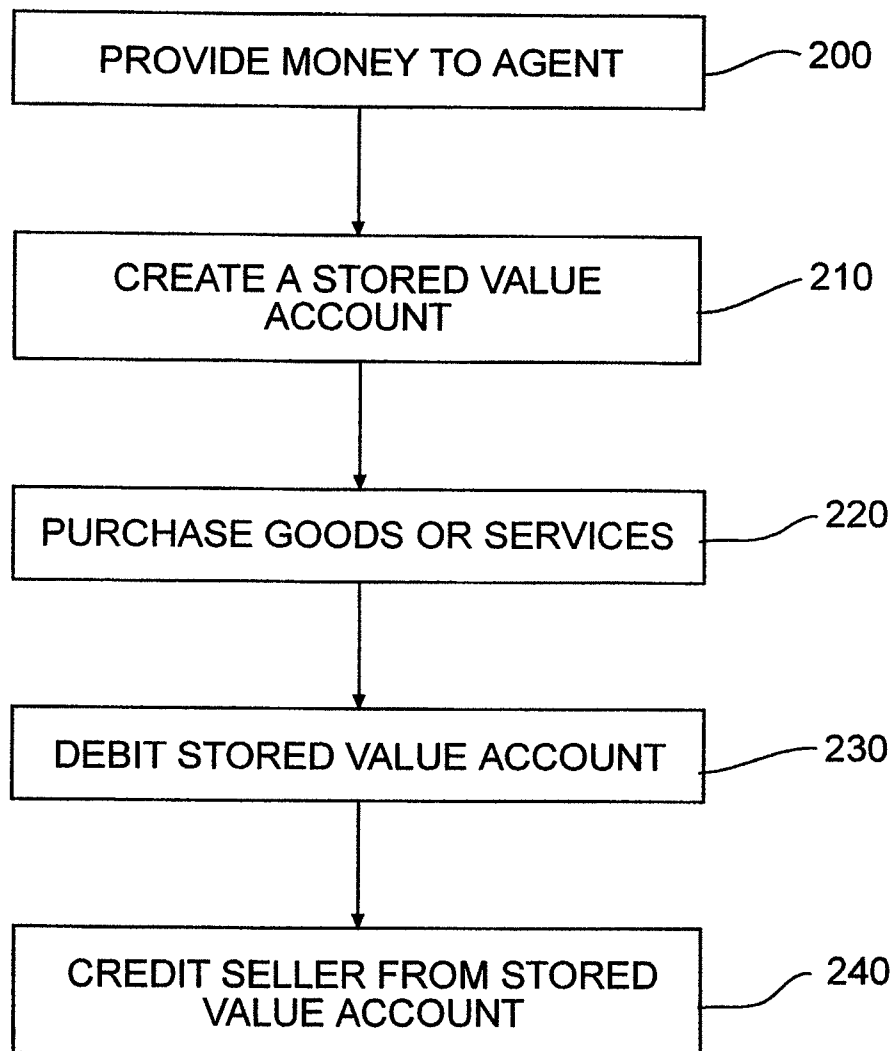 PROVIDE MONEY TO AGENT
200
CREATE A STORED VALUE
ACCOUNT
210
PURCHASE GOODS OR SERVICES
220
DEBIT STORED VALUE ACCOUNT
230
CREDIT SELLER FROM STORED
VALUE ACCOUNT
240